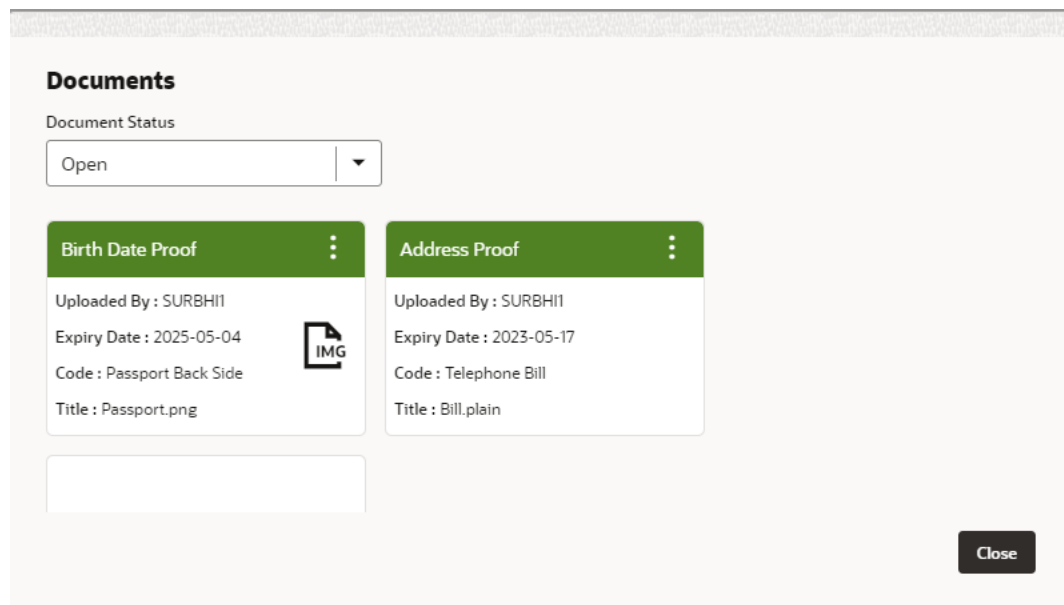 Documents
Document Status
Open
Birth Date Proof
Uploaded By : SURBHI1
Expiry Date : 2025-05-04
Code : Passport Back Side
Title : Passport.png
IMG
Address Proof
Uploaded By : SURBHI1
Expiry Date : 2023-05-17
Code : Telephone Bill
Title : Bill.plain
Close